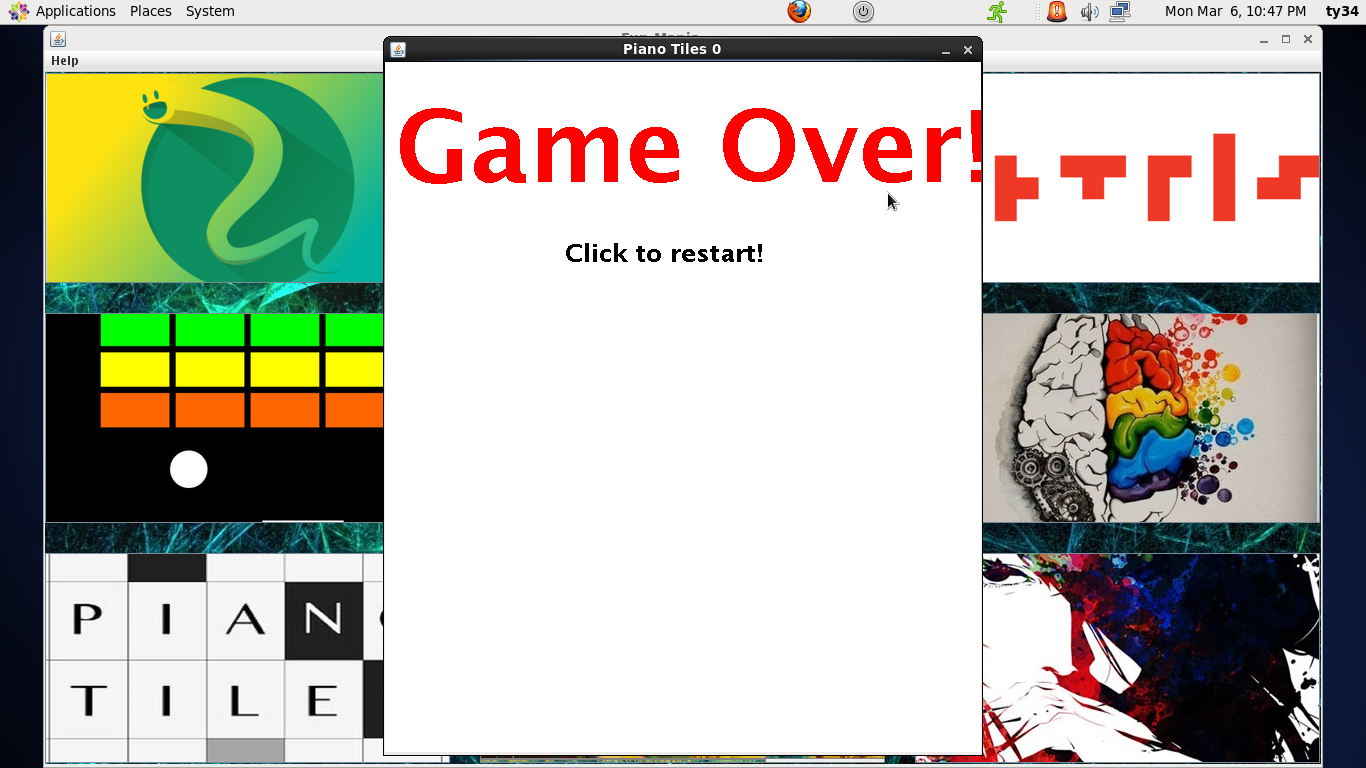 Applications Places System
Mon Mar 6, 10:47 PM ty34
Piano Tiles 0
Help
Game Over!
Click to restart!
P I A N
T I L E